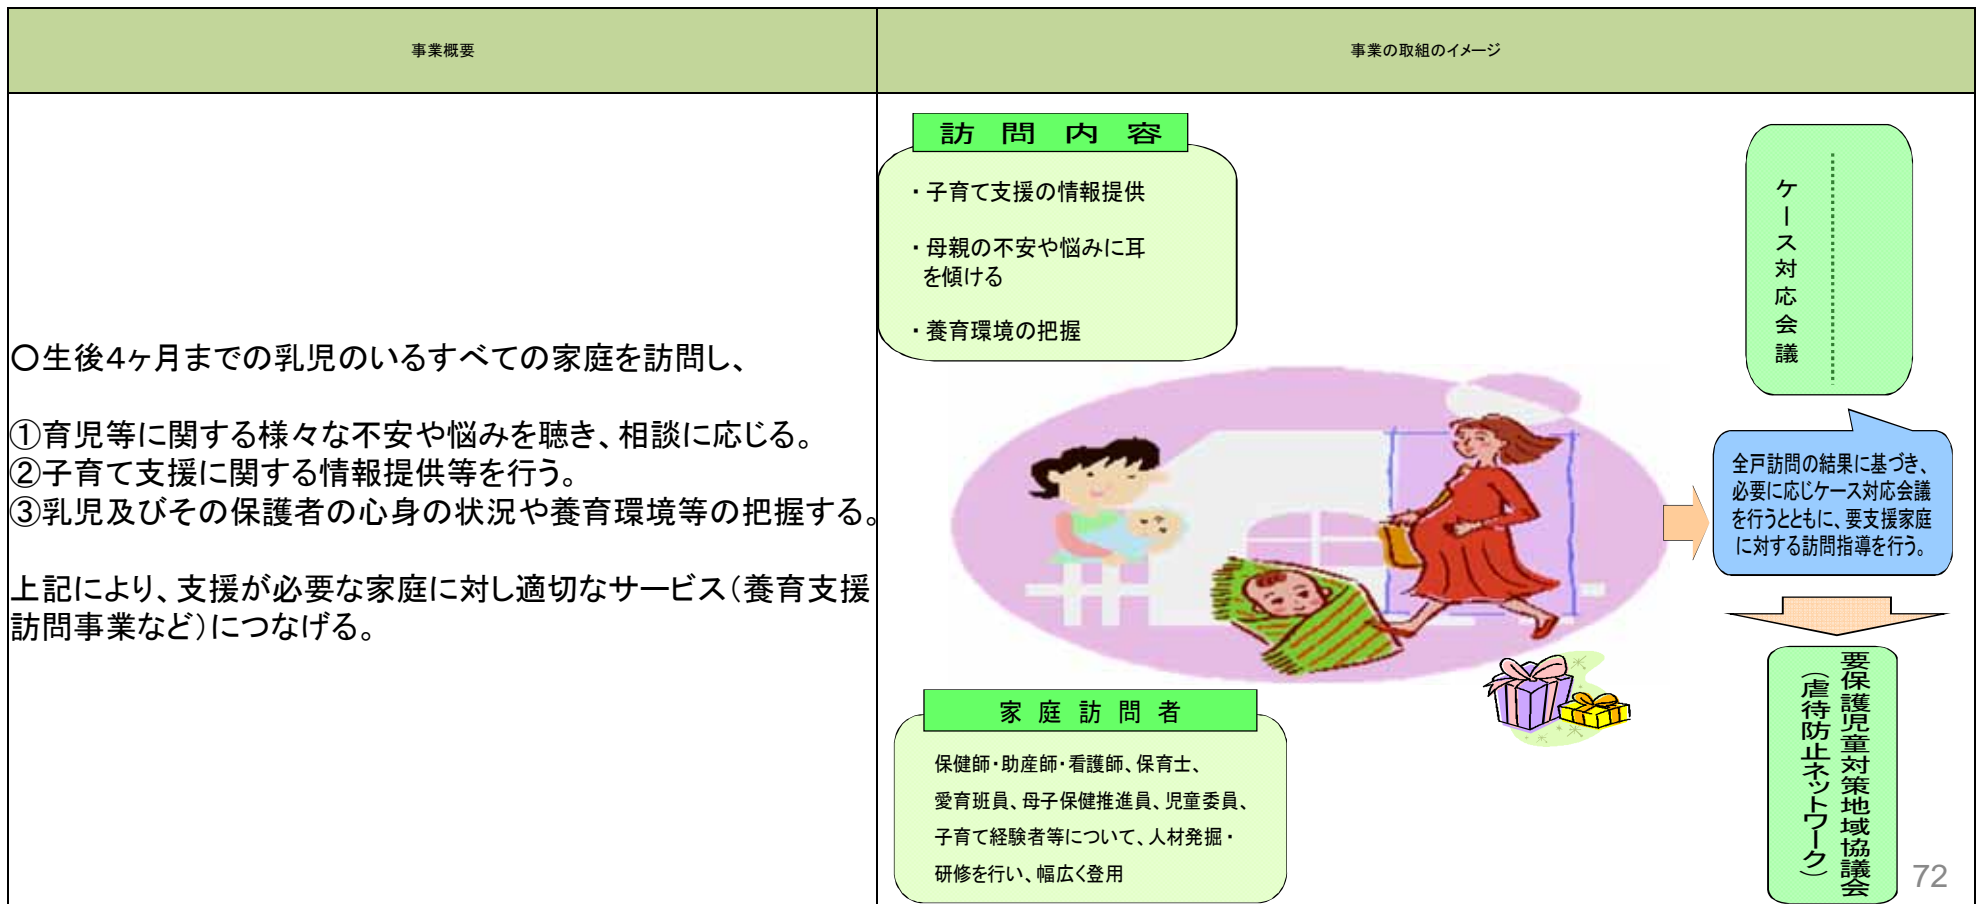 事業概要
事業の取組のイメージ
〇生後4ヶ月までの乳児のいるすべての家庭を訪問し、
①育児等に関する様々な不安や悩みを聴き、相談に応じる。
②子育て支援に関する情報提供等を行う。
③乳児及びその保護者の心身の状況や養育環境等の把握する。
上記により、支援が必要な家庭に対し適切なサービス（養育支援
訪問事業など）につなげる。
訪問内容
・子育て支援の情報提供
・母親の不安や悩みに耳
を傾ける
・養育環境の把握
ケース対応会議
全戸訪問の結果に基づき、
必要に応じケース対応会議
を行うとともに、要支援家庭
に対する訪問指導を行う。
家庭訪問者
保健師・助産師・看護師、保育士、
愛育班員、母子保健推進員、児童委員、
子育て経験者等について、人材発掘・
研修を行い、幅広く登用
要保護児童対策地域協議会
（虐待防止ネットワーク）
72